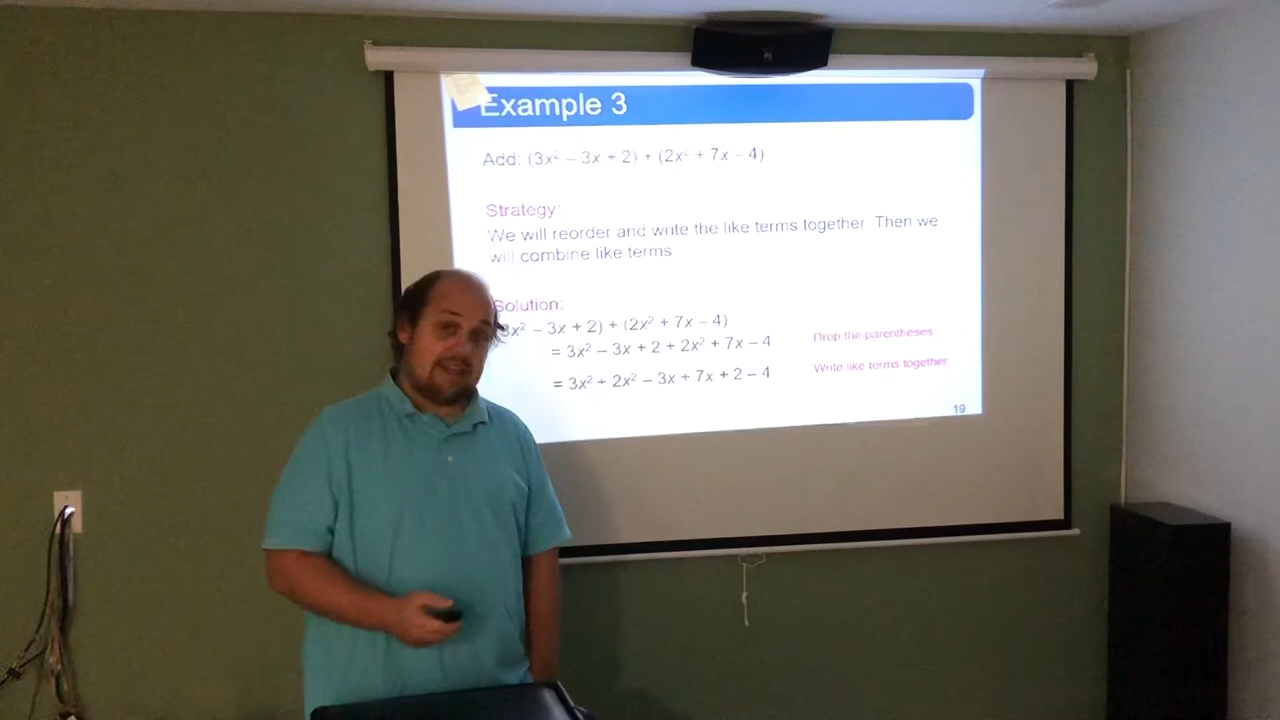 Example 3
Add: (3x² – 3x + 2) + (2x² + 7x – 4)
Strategy:
We will reorder and write the like terms together. Then we
will combine like terms
Solution:
3x² – 3x + 2) + (2x² + 7x – 4)
= 3x² – 3x + 2 + 2x² + 7x – 4 Drop the parentheses.
= 3x² + 2x² – 3x + 7x + 2 – 4 Write like terms together.
19